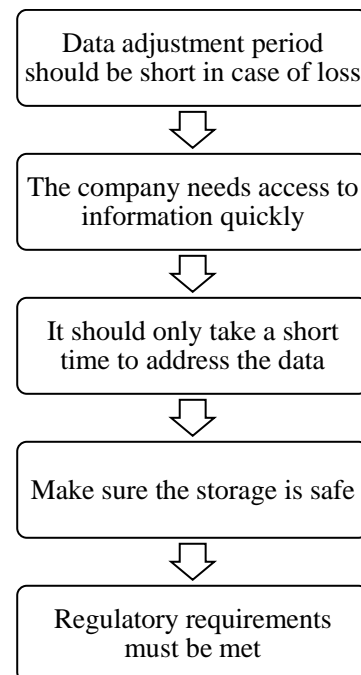 Data adjustment period
should be short in case of loss
The company needs access to
information quickly
It should only take a short
time to address the data
Make sure the storage is safe
Regulatory requirements
must be met